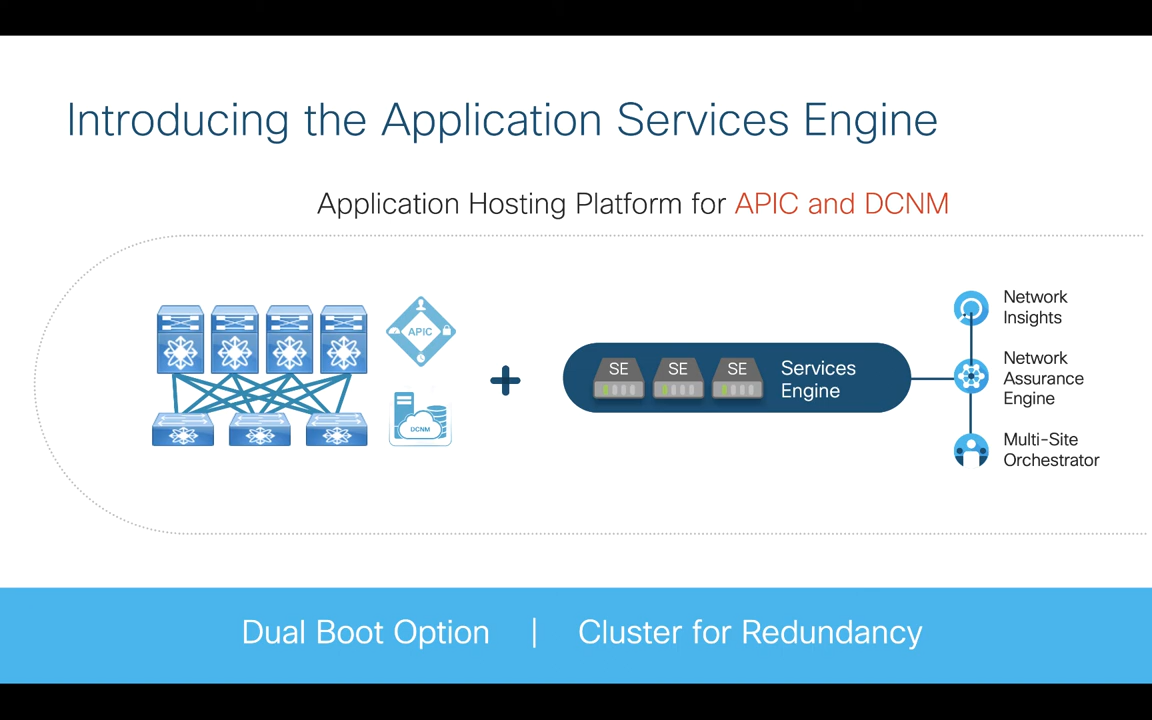 Introducing the Application Services Engine
Application Hosting Platform for APIC and DCNM
APIC
DCNM
SE
SE
SE
Services
Engine
Network
Insights
Network
Assurance
Engine
Multi-Site
Orchestrator
Dual Boot Option | Cluster for Redundancy